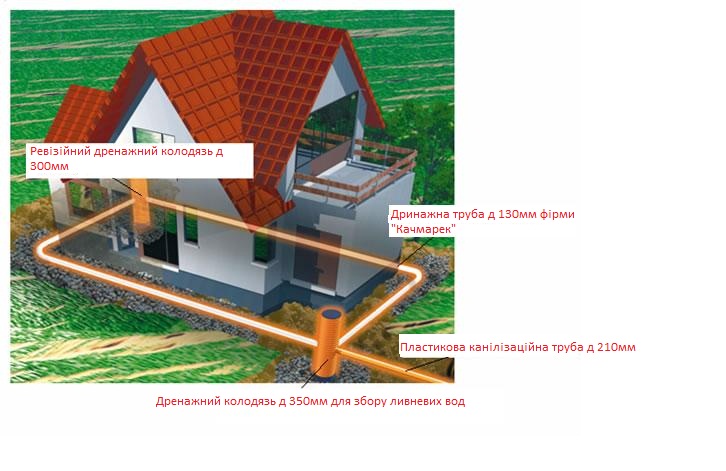 Ревізійний дренажний колодязь д
300мм
Дринажна труба д 130мм фірми
"Качмарек"
Пластикова канілізаційна труба д 210мм
Дренажний колодязь д 350мм для збору ливневих вод